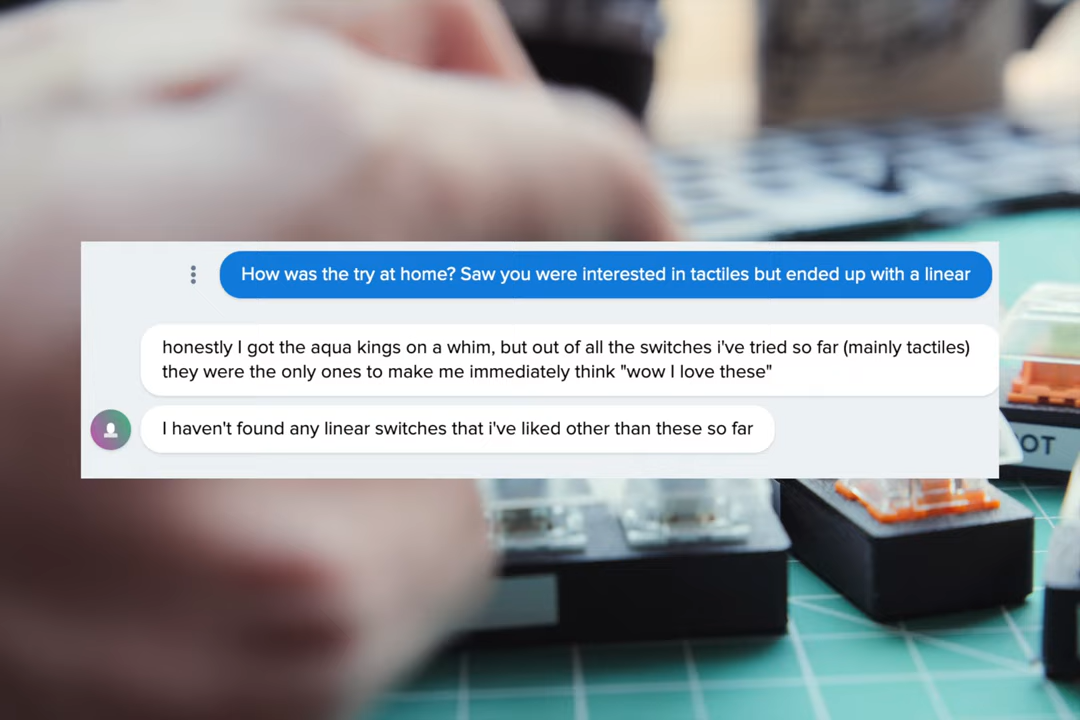 How was the try at home? Saw you were interested in tactiles but ended up with a linear
honestly I got the aqua kings on a whim, but out of all the switches i've tried so far (mainly tactiles)
they were the only ones to make me immediately think "wow I love these"
I haven't found any linear switches that i've liked other than these so far